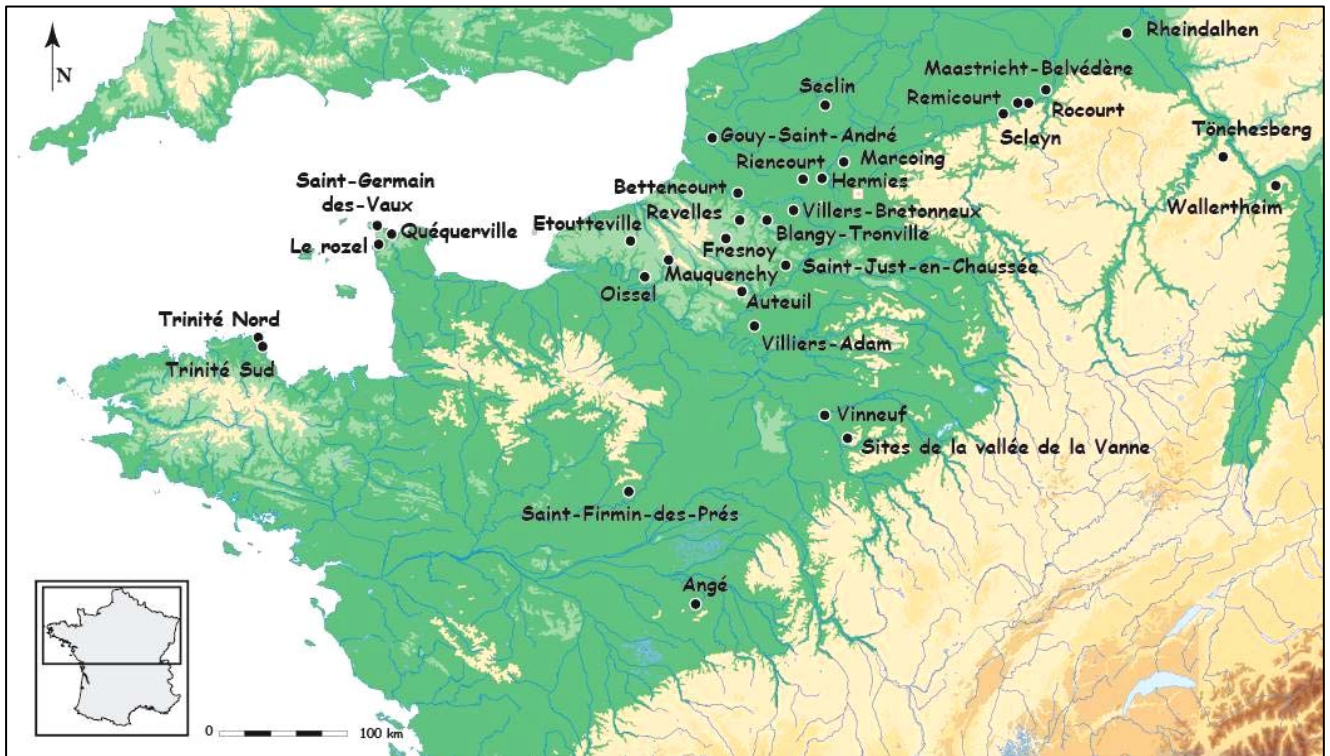 N
Rheindalhen
Maastricht-Belvédère
Seclin
Remicourt
Rocourt
Sclayn
Tönchesberg
Gouy-Saint-André
Riencourt
Marcoing
Hermies
Wallertheim
Bettencourt
Saint-Germain
des-Vaux
Revelles
Villers-Bretonneux
Etoutteville
Quéquerville
Blangy-Tronville
Le rozel
Fresnoy
Saint-Just-en-Chaussée
Mauquenchy
Oissel
Auteuil
Trinité Nord
Villiers-Adam
Trinité Sud
Vinneuf
Sites de la vallée de la Vanne
Saint-Firmin-des-Prés
Angé
0 100 km